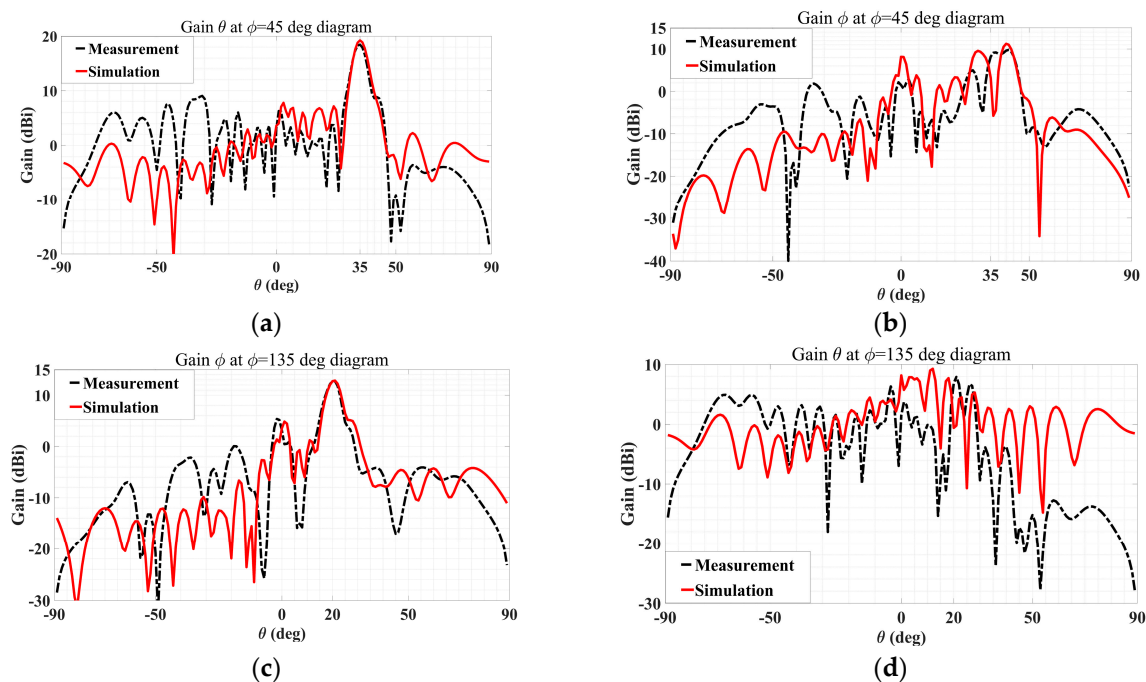 Gain θ at ϕ=45 deg diagram
Measurement
Simulation
Gain (dBi)
20
10
0
-10
-20
-90 -50 0 35 50 90
θ (deg)
(a)
Gain ϕ at ϕ=45 deg diagram
Measurement
Simulation
Gain (dBi)
15
10
0
-10
-20
-30
-40
-90 -50 0 35 50 90
θ (deg)
(b)
Gain ϕ at ϕ=135 deg diagram
Measurement
Simulation
Gain (dBi)
15
10
0
-10
-20
-30
-90 -50 0 20 50 90
θ (deg)
(c)
Gain θ at ϕ=135 deg diagram
Measurement
Simulation
Gain (dBi)
10
0
-10
-20
-30
-90 -50 0 20 50 90
θ (deg)
(d)